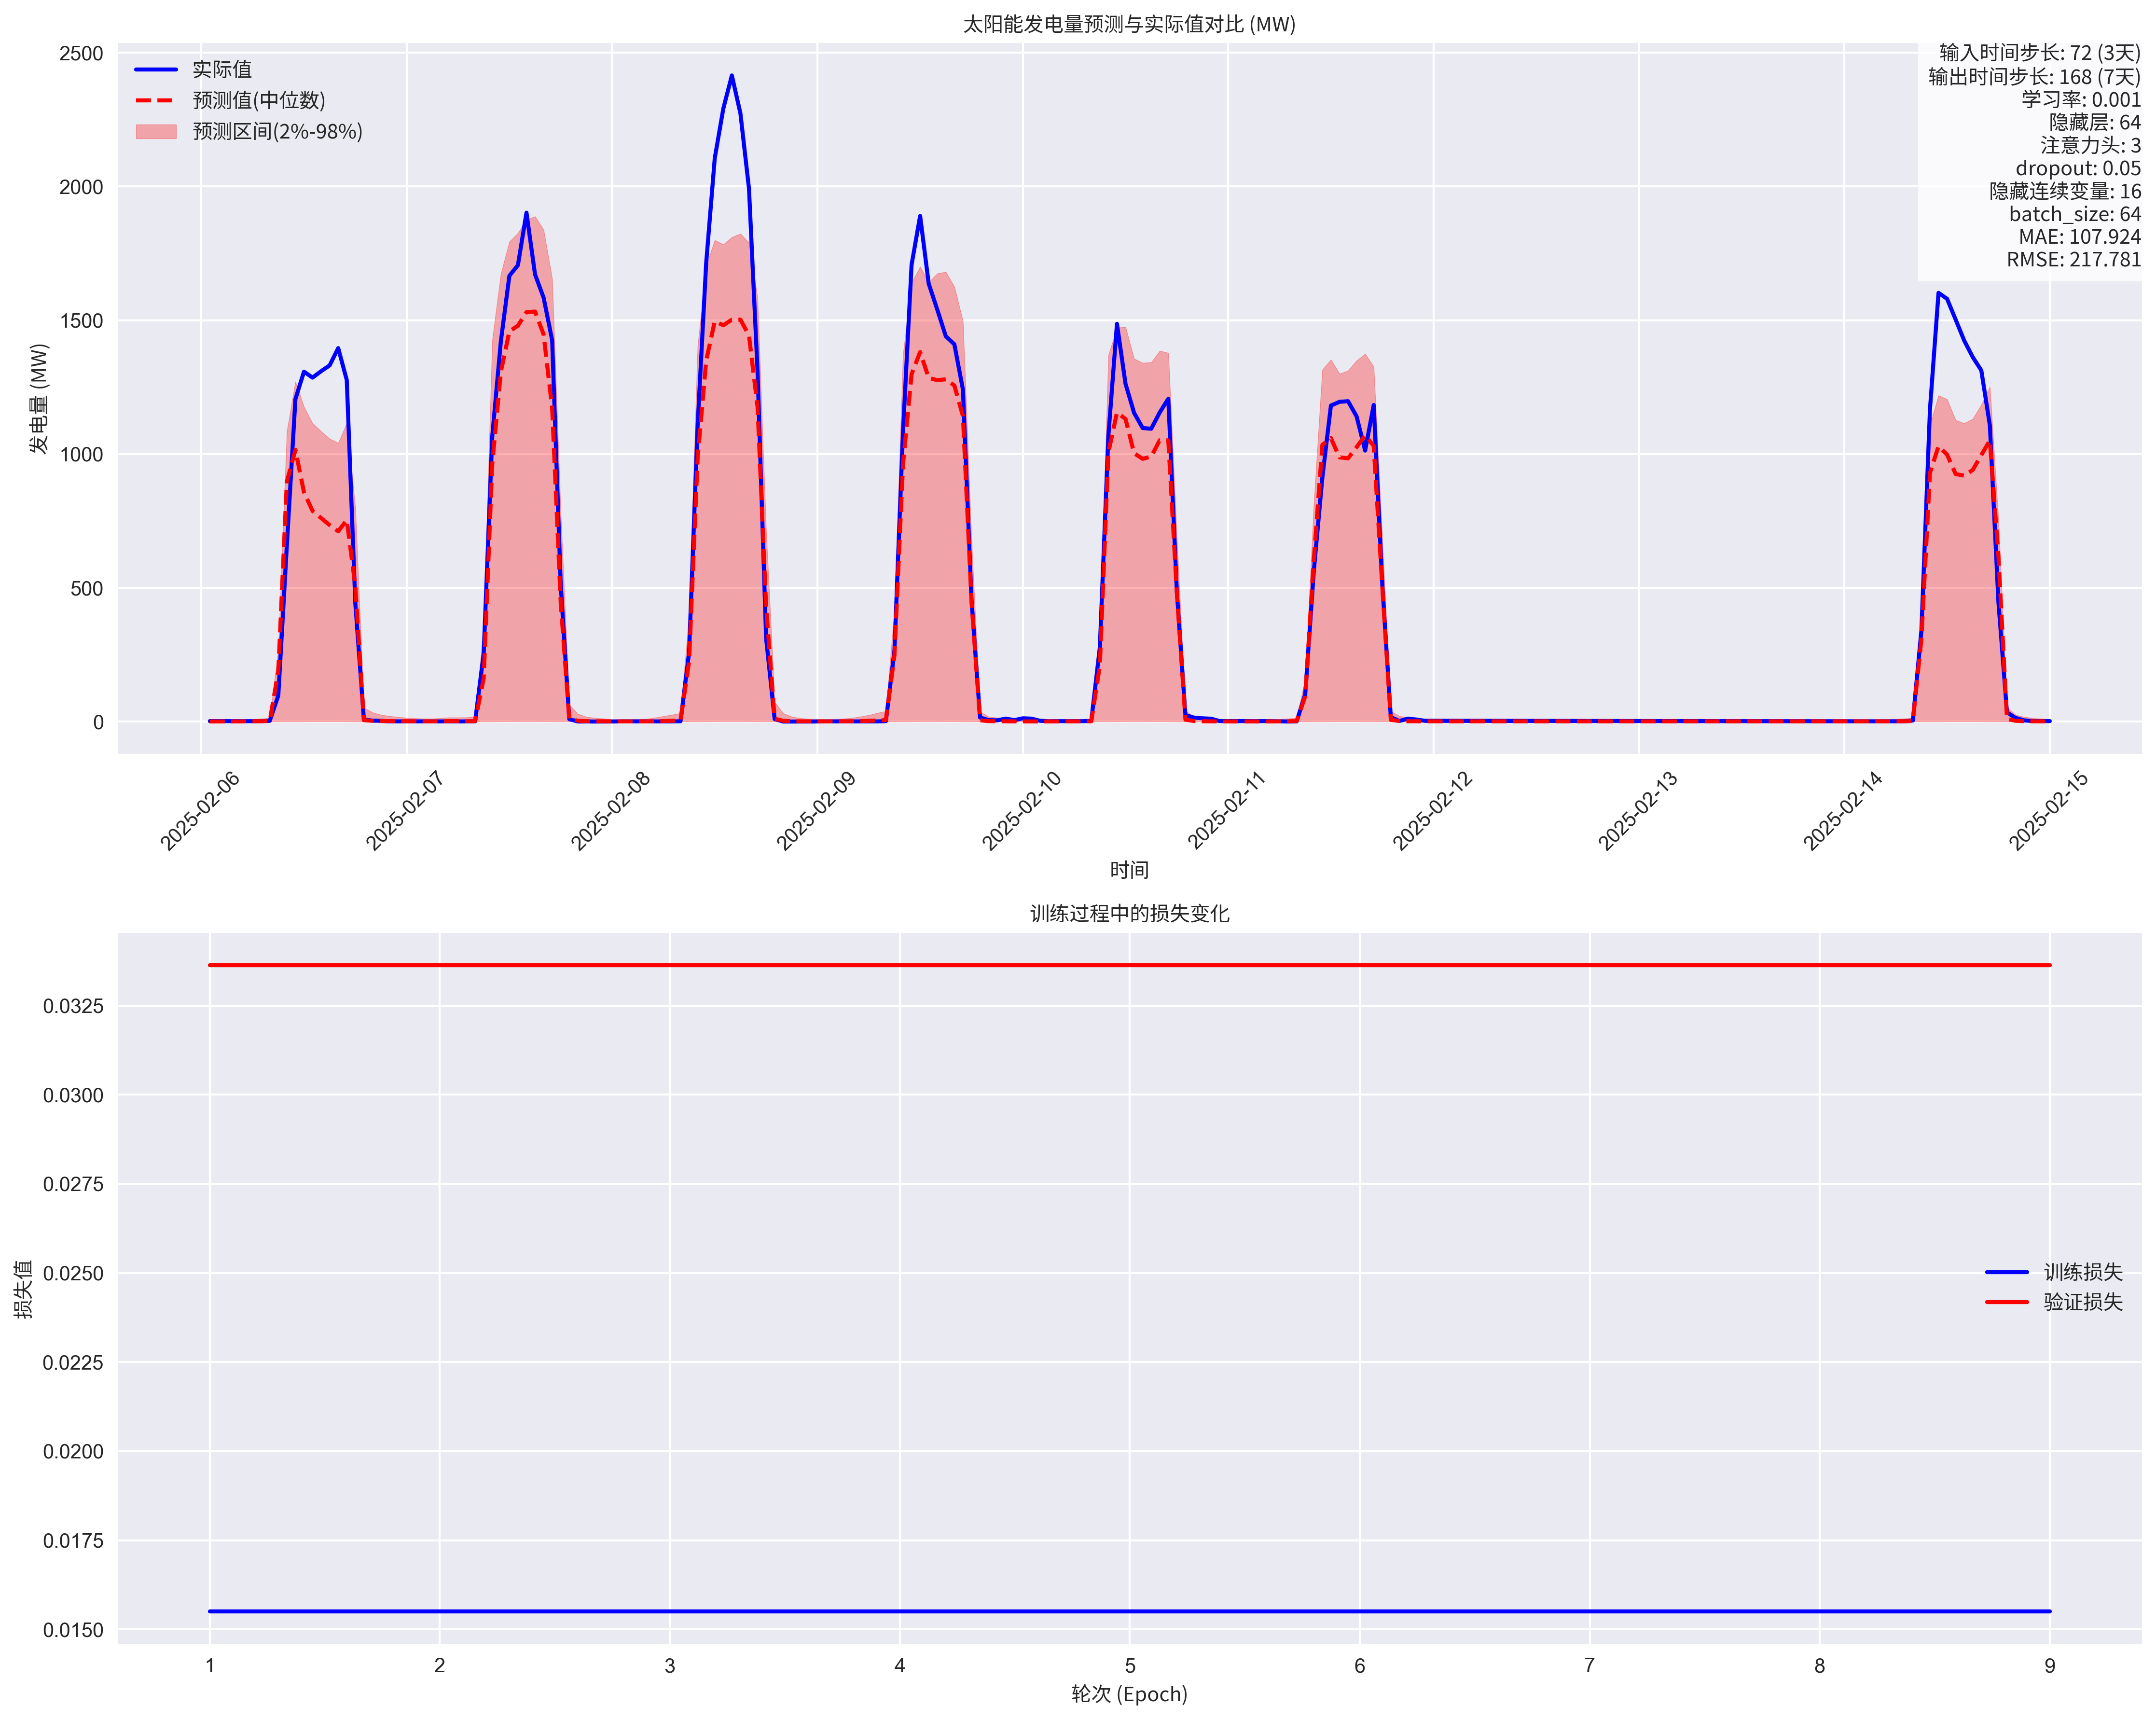 太阳能发电量预测与实际值对比 (MW)
2500
2000
1500
1000
500
0
发电量 (MW)
实际值
预测值(中位数)
预测区间(2%-98%)
输入时间步长: 72 (3天)
输出时间步长: 168 (7天)
学习率: 0.001
隐藏层: 64
注意力头: 3
dropout: 0.05
隐藏连续变量: 16
batch_size: 64
MAE: 107.924
RMSE: 217.781
2025-02-06
2025-02-07
2025-02-08
2025-02-09
2025-02-10
2025-02-11
2025-02-12
2025-02-13
2025-02-14
2025-02-15
时间
训练过程中的损失变化
0.0325
0.0300
0.0275
0.0250
0.0225
0.0200
0.0175
0.0150
损失值
训练损失
验证损失
1 2 3 4 5 6 7 8 9
轮次 (Epoch)